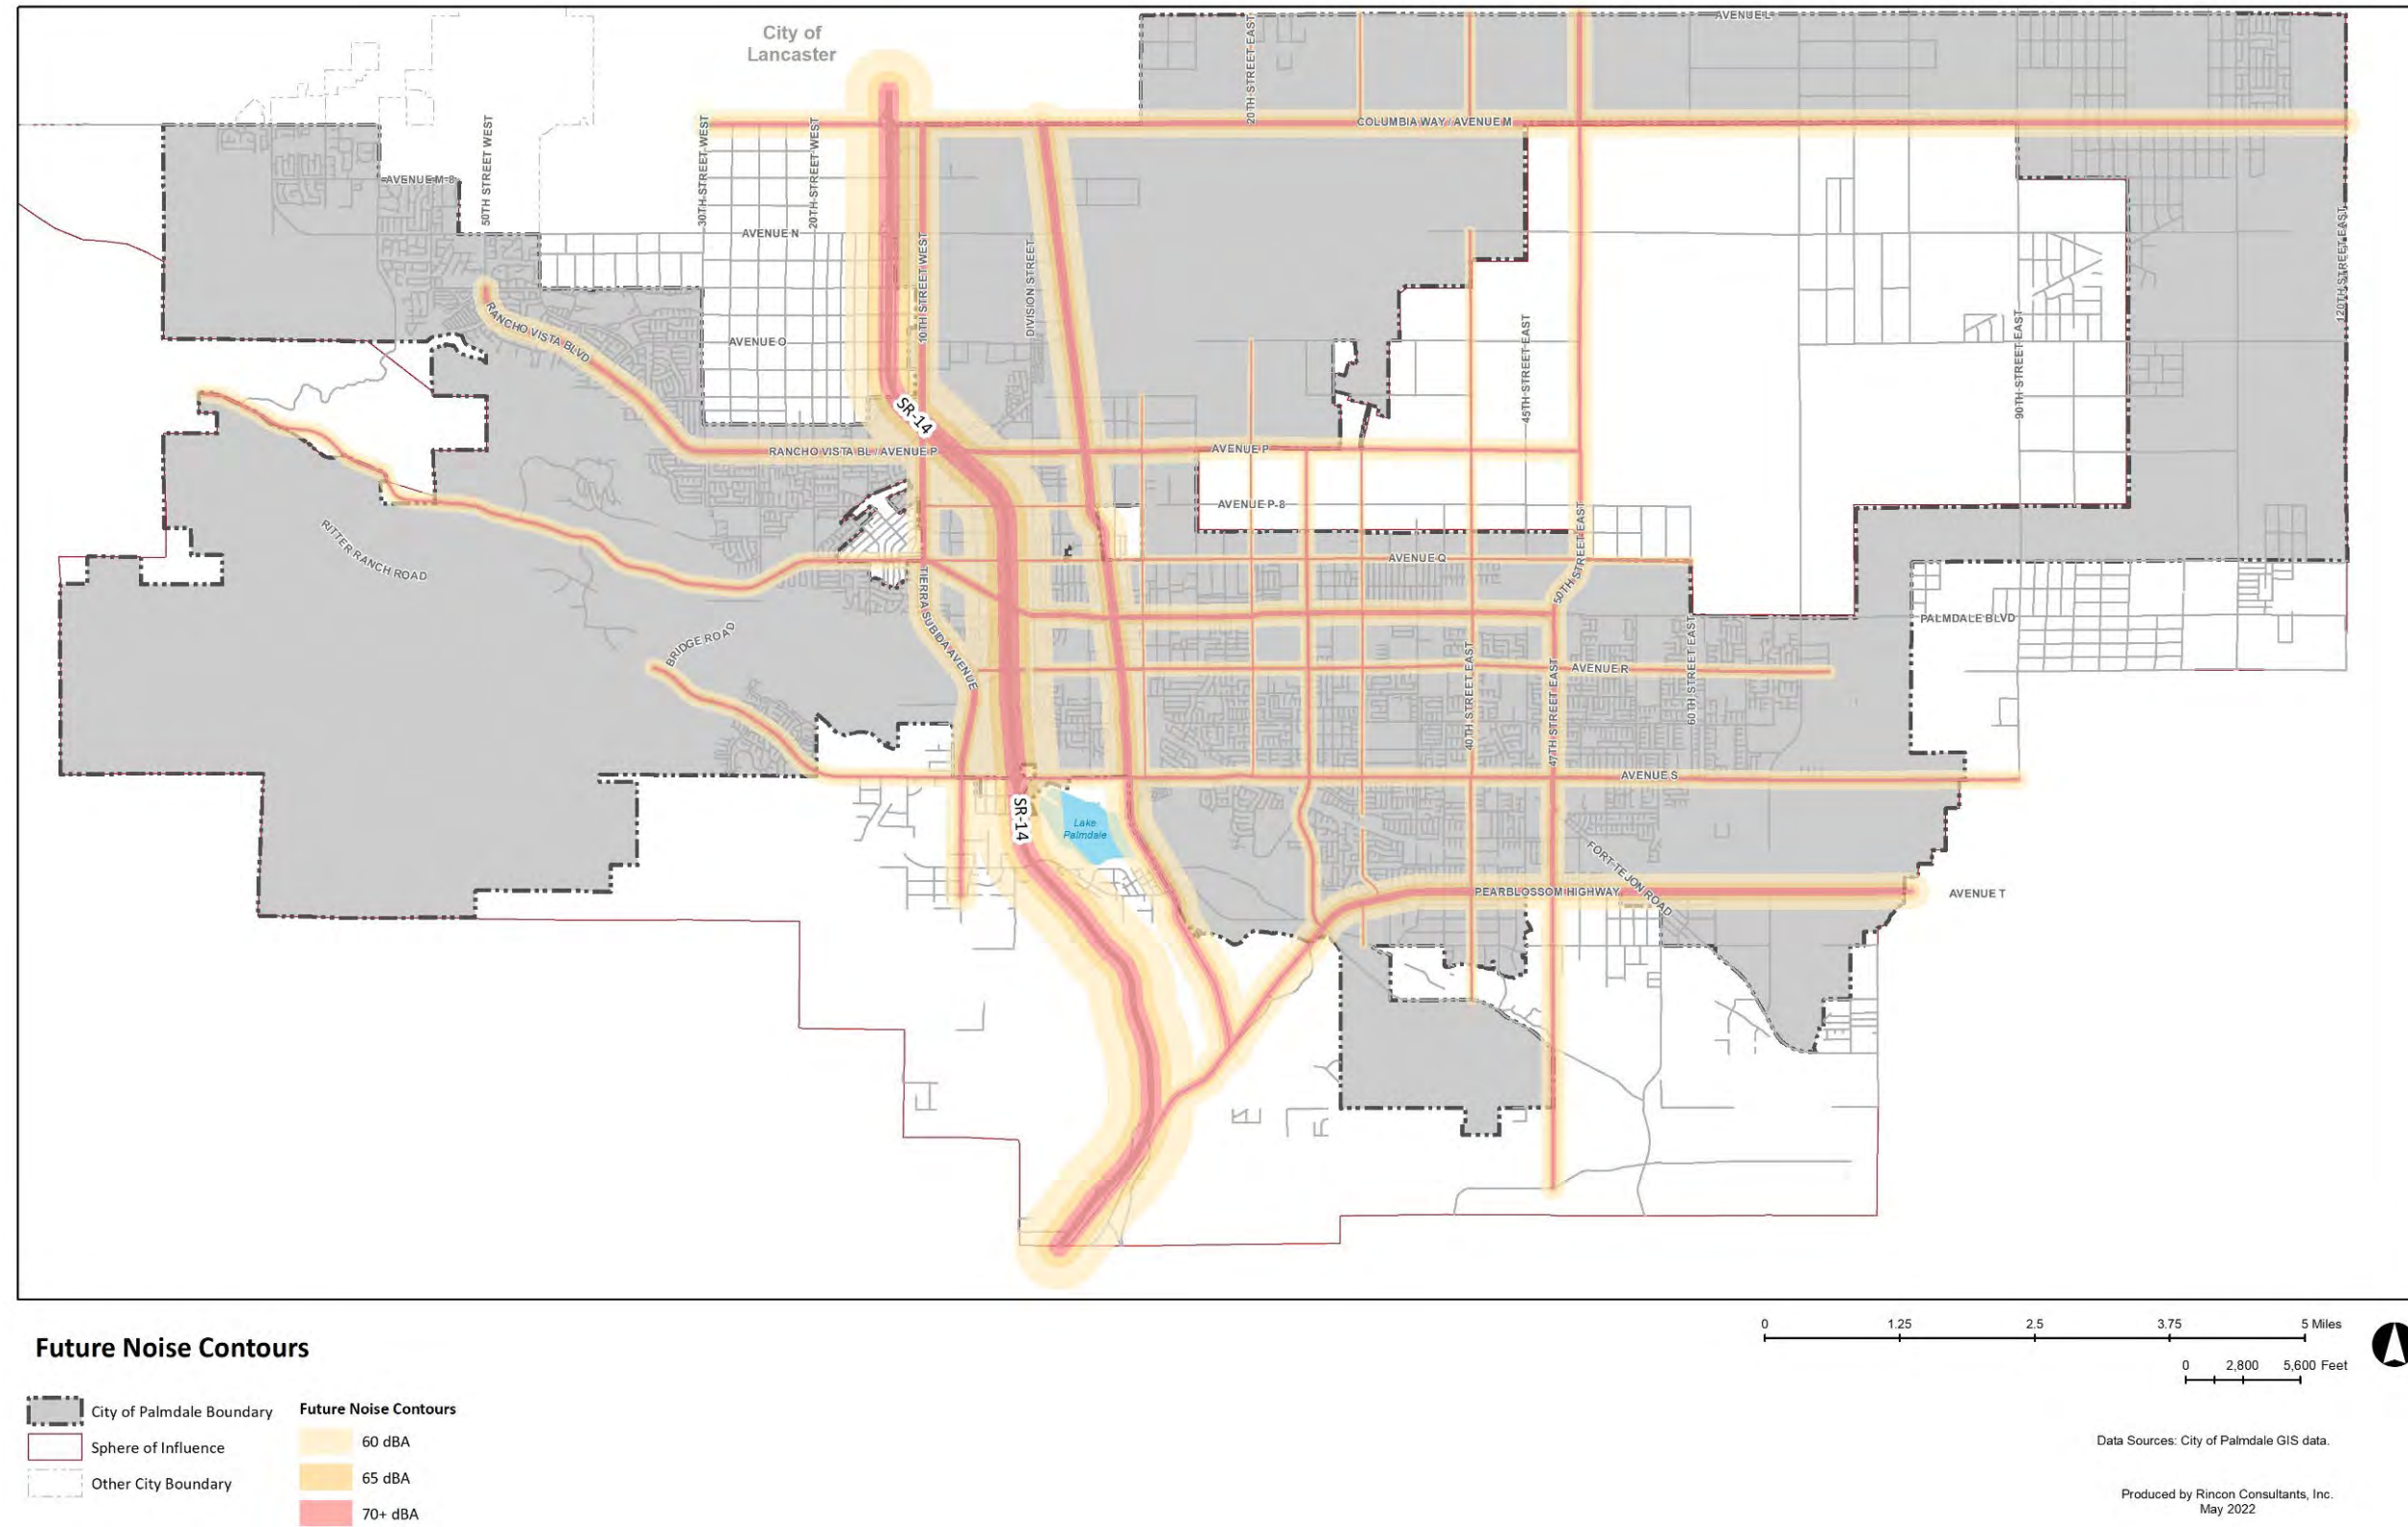 City of
Lancaster
AVENUE L
20TH STREET EAST
COLUMBIA WAY / AVENUE M
50TH STREET WEST
30TH STREET WEST
20TH STREET WEST
AVENUE M-8
AVENUE N
10TH STREET WEST
DIVISION STREET
120TH STREET EAST
RANCHO VISTA BLVD
AVENUE O
45TH STREET EAST
90TH STREET EAST
SR-14
RANCHO VISTA BL / AVENUE P
AVENUE P
AVENUE P-8
RITTER RANCH ROAD
AVENUE Q
50TH STREET EAST
TIERRA SUBIDA AVENUE
BRIDGE ROAD
PALMDALE BLVD
60TH STREET EAST
40TH STREET EAST
47TH STREET EAST
AVENUE R
AVENUE S
SR-14
Lake
Palmdale
FORT TEJON ROAD
PEARBLOSSOM HIGHWAY
AVENUE T
Future Noise Contours
City of Palmdale Boundary
Sphere of Influence
Other City Boundary
Future Noise Contours
60 dBA
65 dBA
70+ dBA
0 1.25 2.5 3.75 5 Miles
0 2,800 5,600 Feet
Data Sources: City of Palmdale GIS data.
Produced by Rincon Consultants, Inc.
May 2022